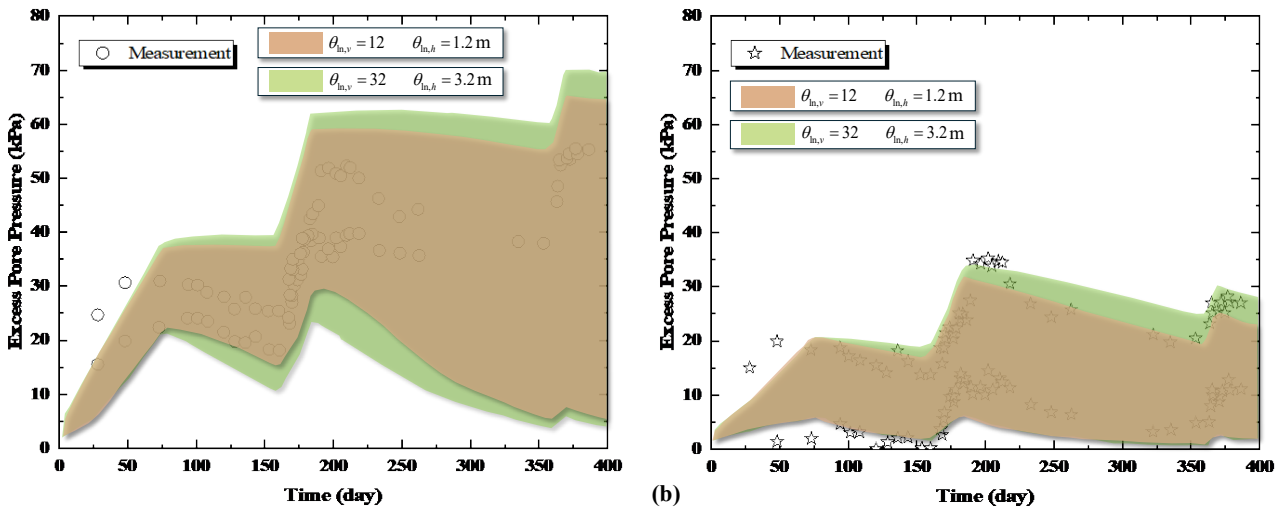 Measurement
θln,v = 12 θln,h = 1.2 m
θln,v = 32 θln,h = 3.2 m
Excess Pore Pressure (kPa)
80
70
60
50
40
30
20
10
0
0 50 100 150 200 250 300 350 400
Time (day)
(b)
Measurement
θln,v = 12 θln,h = 1.2 m
θln,v = 32 θln,h = 3.2 m
Excess Pore Pressure (kPa)
80
70
60
50
40
30
20
10
0
0 50 100 150 200 250 300 350 400
Time (day)